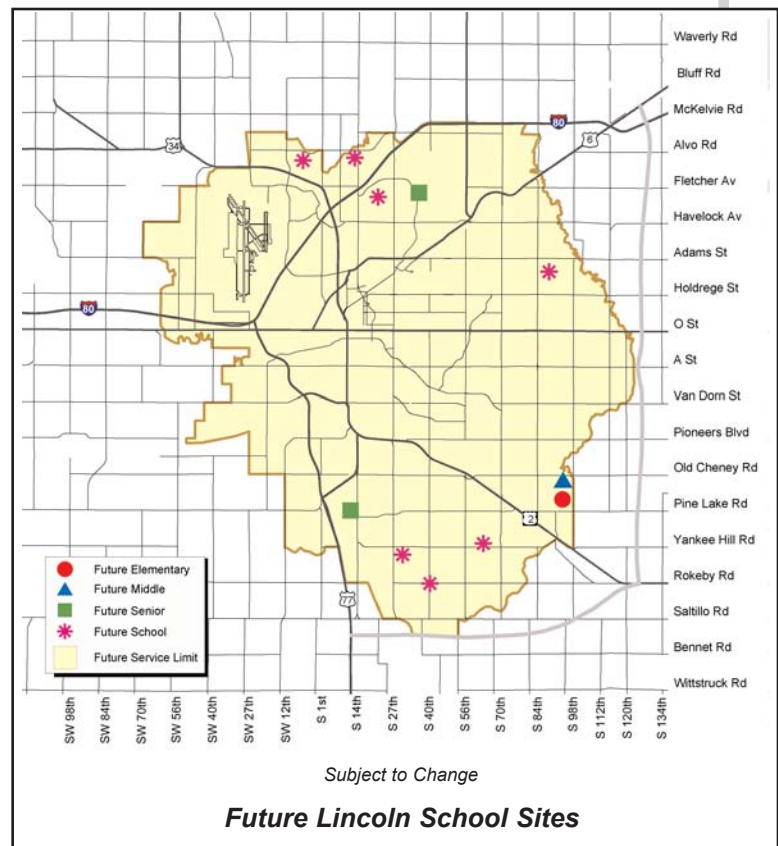 Waverly Rd
Bluff Rd
McKelvie Rd
80
34
6
Alvo Rd
Fletcher Av
Havelock Av
Adams St
Holdrege St
80
O St
A St
Van Dorn St
Pioneers Blvd
Old Cheney Rd
Pine Lake Rd
2
Yankee Hill Rd
Future Elementary
Future Middle
Rokeby Rd
77
Future Senior
Saltillo Rd
Future School
Future Service Limit
Bennet Rd
Wittstruck Rd
SW 98th
SW 84th
SW 70th
SW 56th
SW 40th
SW 27th
SW 12th
S 1st
S 14th
S 27th
S 40th
S 56th
S 70th
S 84th
S 98th
S 112th
S 120th
S 134th
Subject to Change
Future Lincoln School Sites